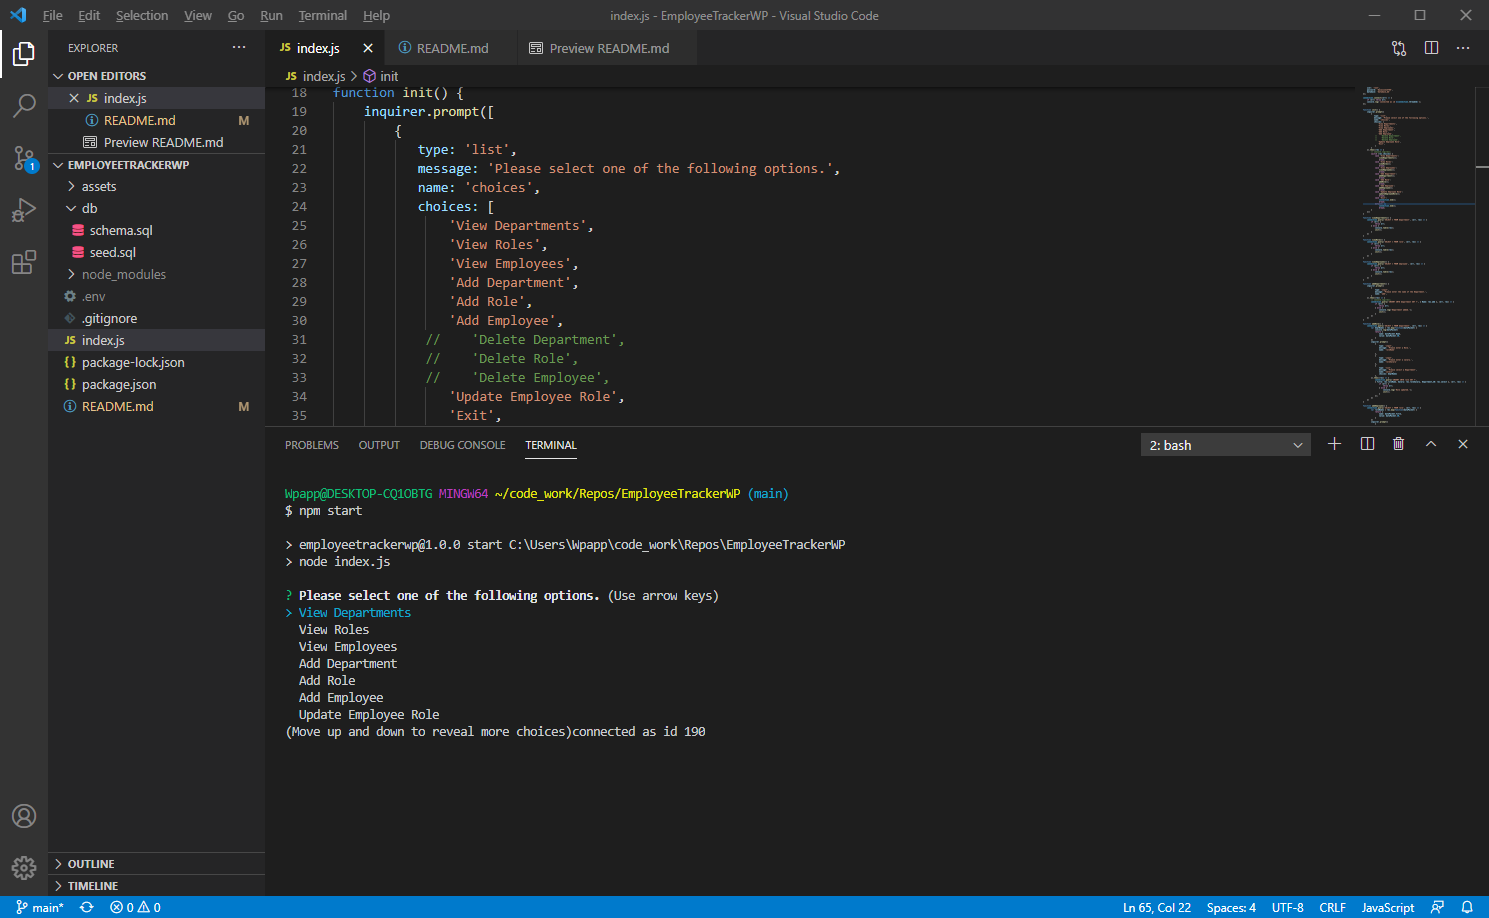 File Edit Selection View Go Run Terminal Help index.js - EmployeeTrackerWP - Visual Studio Code
EXPLORER
OPEN EDITORS
JS index.js
README.md M
Preview README.md
EMPLOYEETRACKERWP
assets
db
schema.sql
seed.sql
node_modules
.env
.gitignore
JS index.js
{} package-lock.json
{} package.json
README.md M
OUTLINE
TIMELINE
1
JS index.js README.md Preview README.md
JS index.js > init
18 function init() {
19 inquirer.prompt([
20 {
21 type: 'list',
22 message: 'Please select one of the following options.',
23 name: 'choices',
24 choices: [
25 'View Departments',
26 'View Roles',
27 'View Employees',
28 'Add Department',
29 'Add Role',
30 'Add Employee',
31 // 'Delete Department',
32 // 'Delete Role',
33 // 'Delete Employee',
34 'Update Employee Role',
35 'Exit',
PROBLEMS OUTPUT DEBUG CONSOLE TERMINAL 2: bash
Wpapp@DESKTOP-CQ1OBTG MINGW64 ~/code_work/Repos/EmployeeTrackerWP (main)
$ npm start
> employeetrackerwp@1.0.0 start C:\Users\Wpapp\code_work\Repos\EmployeeTrackerWP
> node index.js
? Please select one of the following options. (Use arrow keys)
> View Departments
View Roles
View Employees
Add Department
Add Role
Add Employee
Update Employee Role
(Move up and down to reveal more choices)connected as id 190
main* 0 0 Ln 65, Col 22 Spaces: 4 UTF-8 CRLF JavaScript